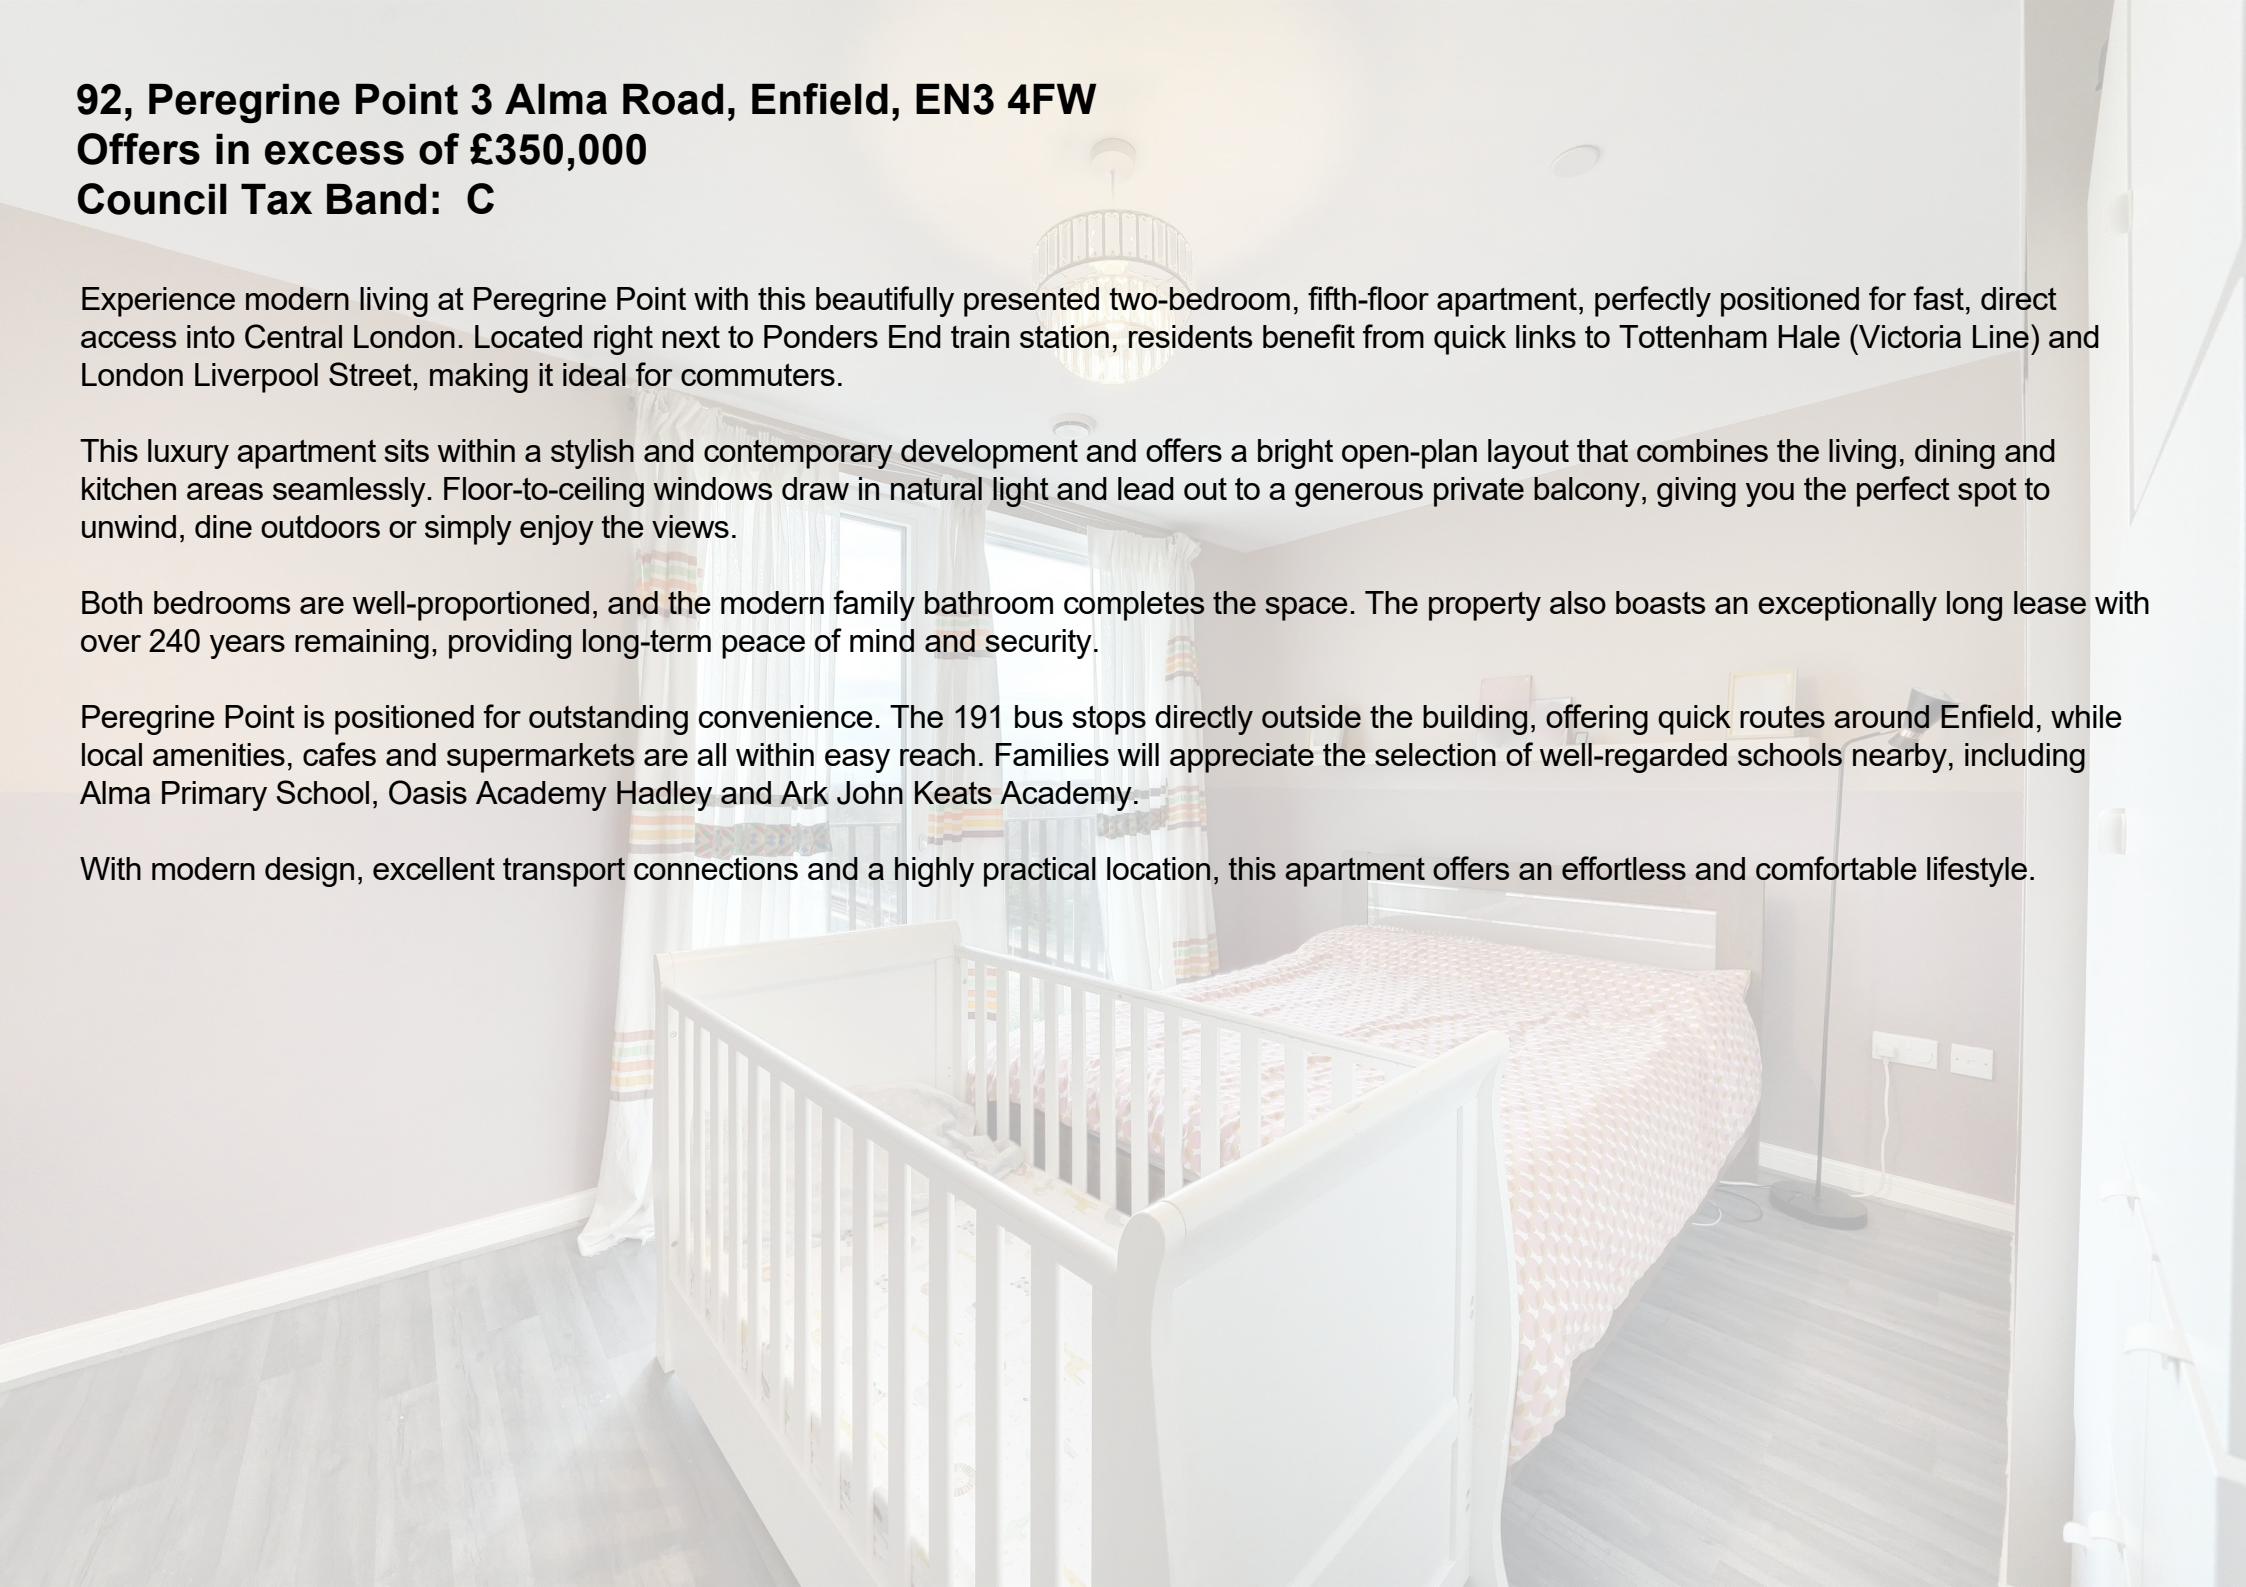 92, Peregrine Point 3 Alma Road, Enfield, EN3 4FW
Offers in excess of £350,000
Council Tax Band:  C
Experience modern living at Peregrine Point with this beautifully presented two-bedroom, fifth-floor apartment, perfectly positioned for fast, direct
access into Central London. Located right next to Ponders End train station, residents benefit from quick links to Tottenham Hale (Victoria Line) and
London Liverpool Street, making it ideal for commuters.
This luxury apartment sits within a stylish and contemporary development and offers a bright open-plan layout that combines the living, dining and
kitchen areas seamlessly. Floor-to-ceiling windows draw in natural light and lead out to a generous private balcony, giving you the perfect spot to
unwind, dine outdoors or simply enjoy the views.
Both bedrooms are well-proportioned, and the modern family bathroom completes the space. The property also boasts an exceptionally long lease with
over 240 years remaining, providing long-term peace of mind and security.
Peregrine Point is positioned for outstanding convenience. The 191 bus stops directly outside the building, offering quick routes around Enfield, while
local amenities, cafes and supermarkets are all within easy reach. Families will appreciate the selection of well-regarded schools nearby, including
Alma Primary School, Oasis Academy Hadley and Ark John Keats Academy.
With modern design, excellent transport connections and a highly practical location, this apartment offers an effortless and comfortable lifestyle.